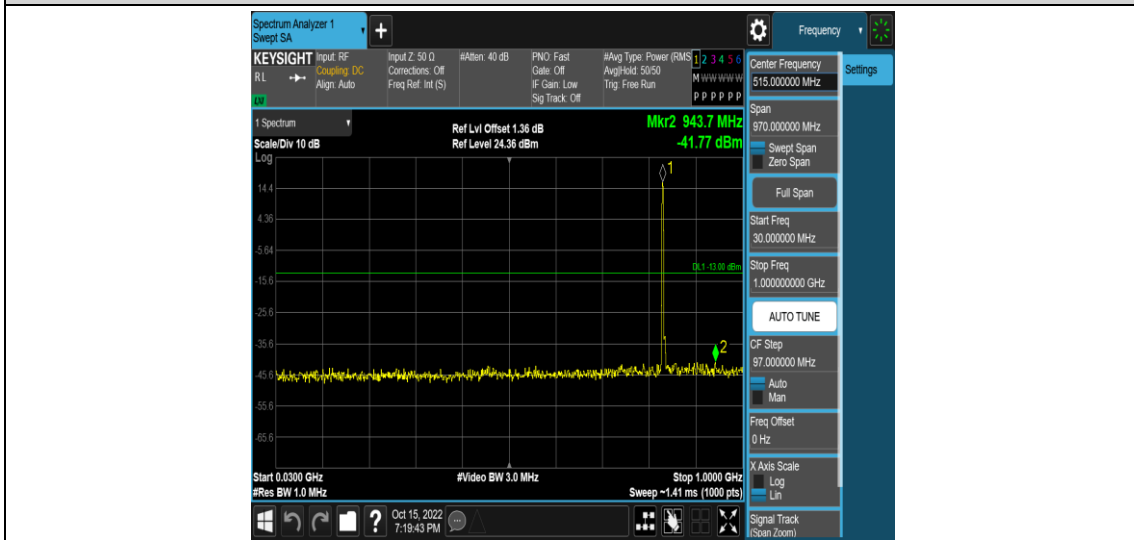 Spectrum Analyzer 1
Swept SA
+
Frequency
KEYSIGHT
RL
LXI
Input: RF
Coupling: DC
Align: Auto
Input Z: 50 Ω
Corrections: Off
Freq Ref: Int (S)
#Atten: 40 dB
PNO: Fast
Gate: Off
IF Gain: Low
Sig Track: Off
#Avg Type: Power (RMS
Avg|Hold: 50/50
Trig: Free Run
1 2 3 4 5 6
M W W W W W
P P P P P P
1 Spectrum
Scale/Div 10 dB
Ref Lvl Offset 1.36 dB
Ref Level 24.36 dBm
Mkr2 943.7 MHz
-41.77 dBm
Log
14.4
4.36
-5.64
-15.6
-25.6
-35.6
-45.6
-55.6
-65.6
1
DL1 -13.00 dBm
2
Start 0.0300 GHz
#Res BW 1.0 MHz
#Video BW 3.0 MHz
Stop 1.0000 GHz
Sweep ~1.41 ms (1000 pts)
?
Oct 15, 2022
7:19:43 PM
Center Frequency
515.000000 MHz
Settings
Span
970.000000 MHz
Swept Span
Zero Span
Full Span
Start Freq
30.000000 MHz
Stop Freq
1.000000000 GHz
AUTO TUNE
CF Step
97.000000 MHz
Auto
Man
Freq Offset
0 Hz
X Axis Scale
Log
Lin
Signal Track
(Span Zoom)